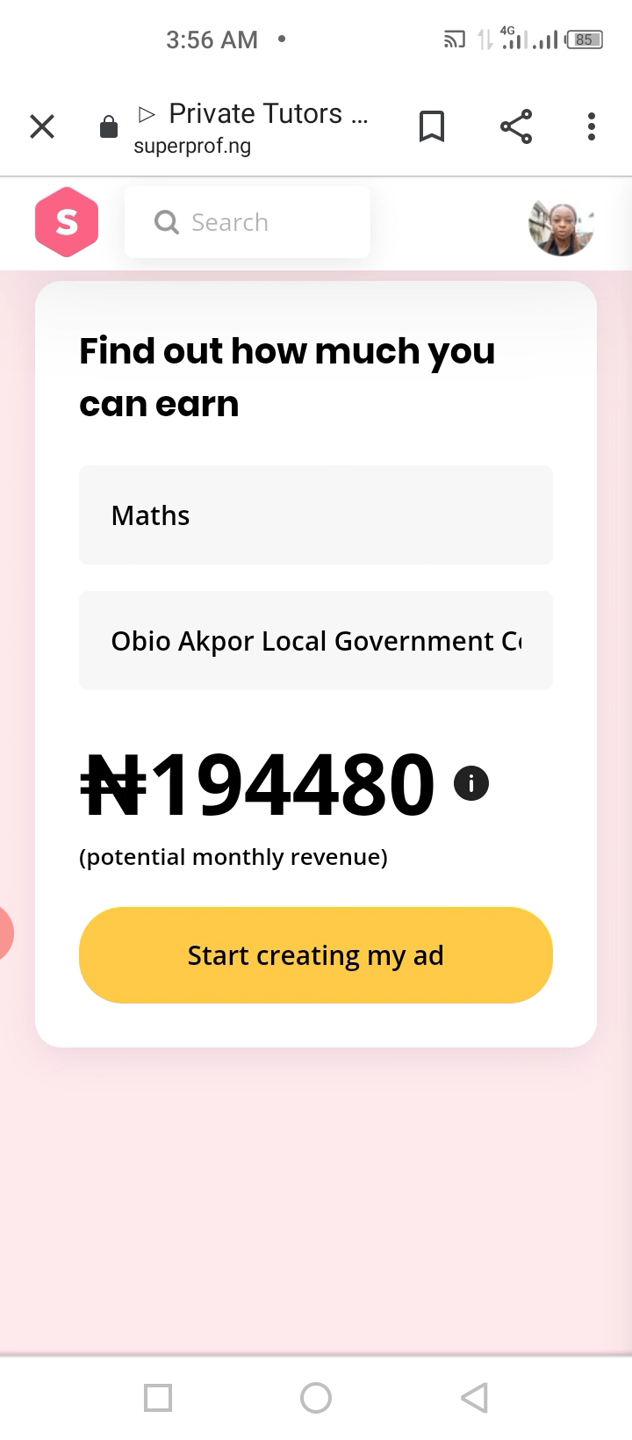 3:56 AM •
4G
85
▷ Private Tutors ...
superprof.ng
S
Search
Find out how much you
can earn
Maths
Obio Akpor Local Government
₦194480
i
(potential monthly revenue)
Start creating my ad